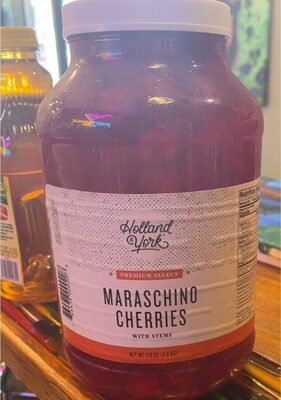 Holland
York
PREMIUM SELECT
MARASCHINO
CHERRIES
WITH STEMS